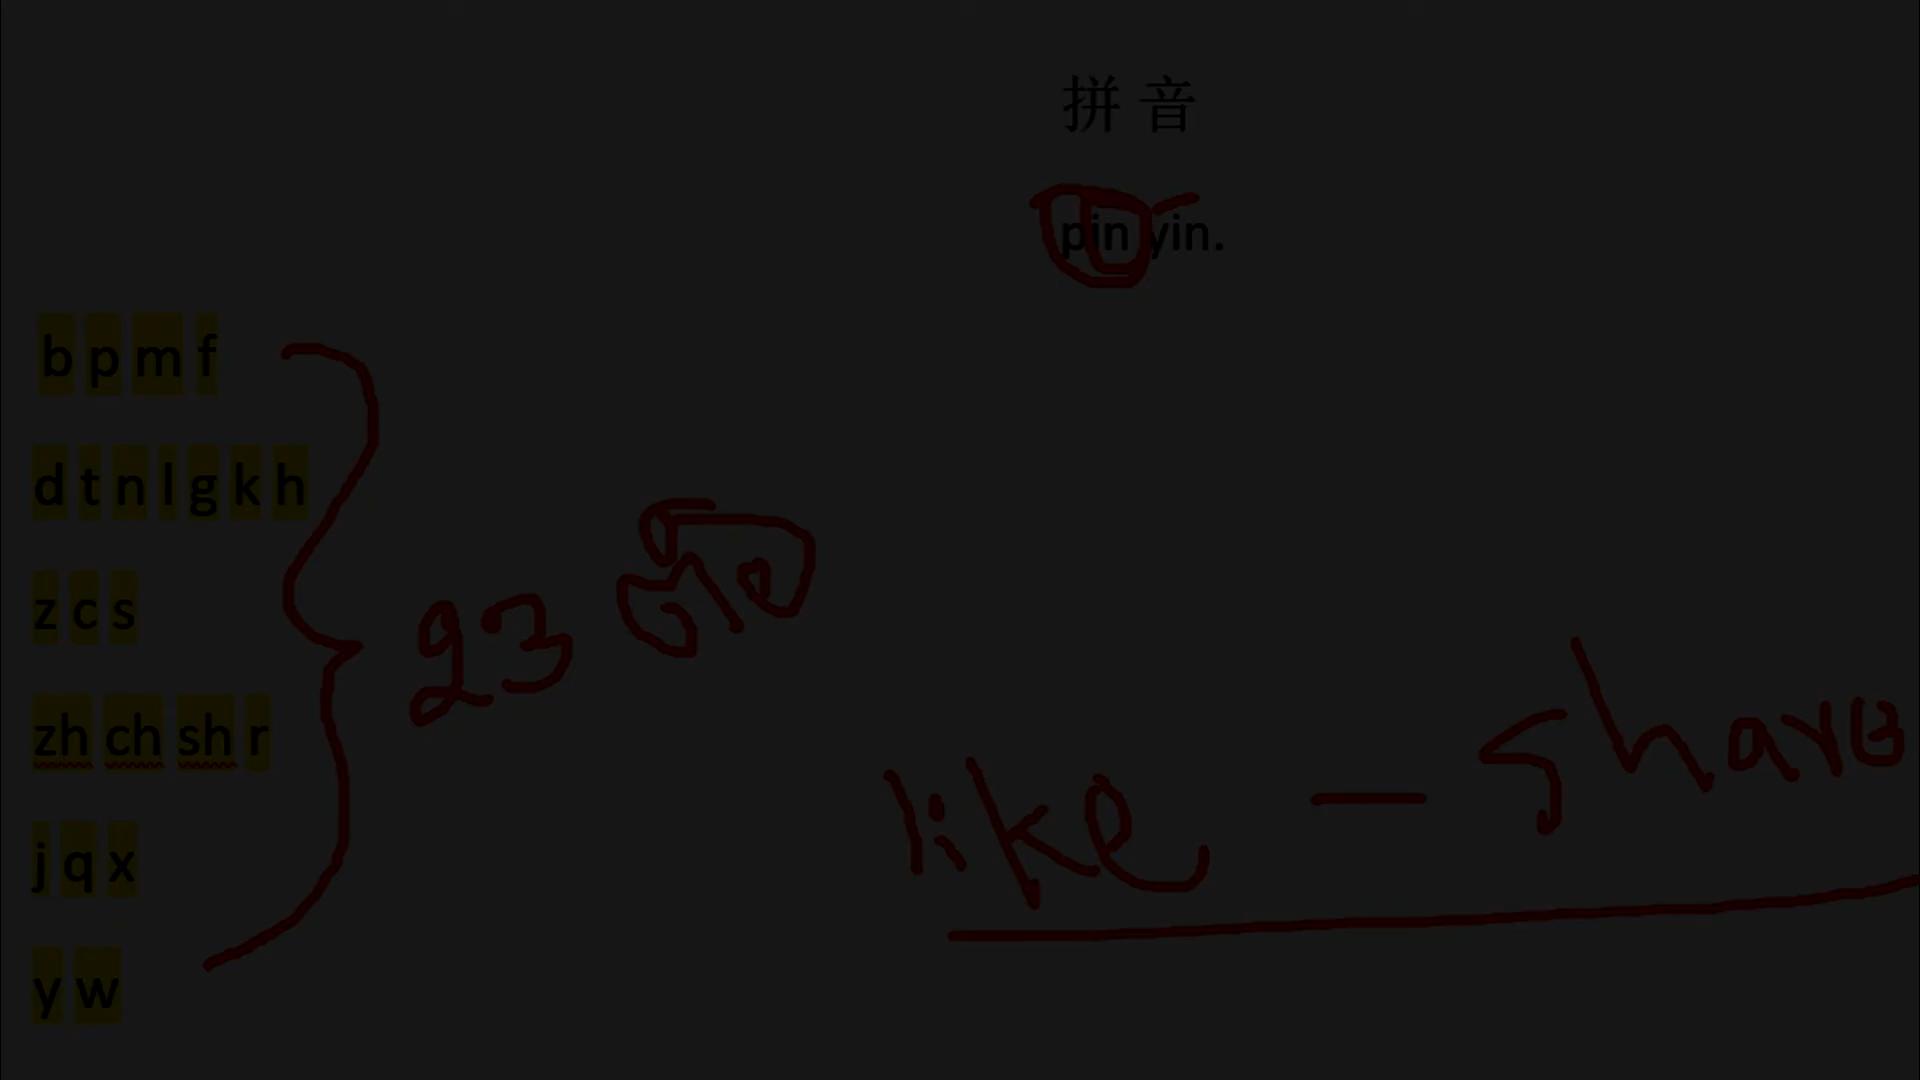 拼 音
pin yin.
b p m f
d t n l g k h
z c s
zh ch sh r
j q x
y w
23
like — share